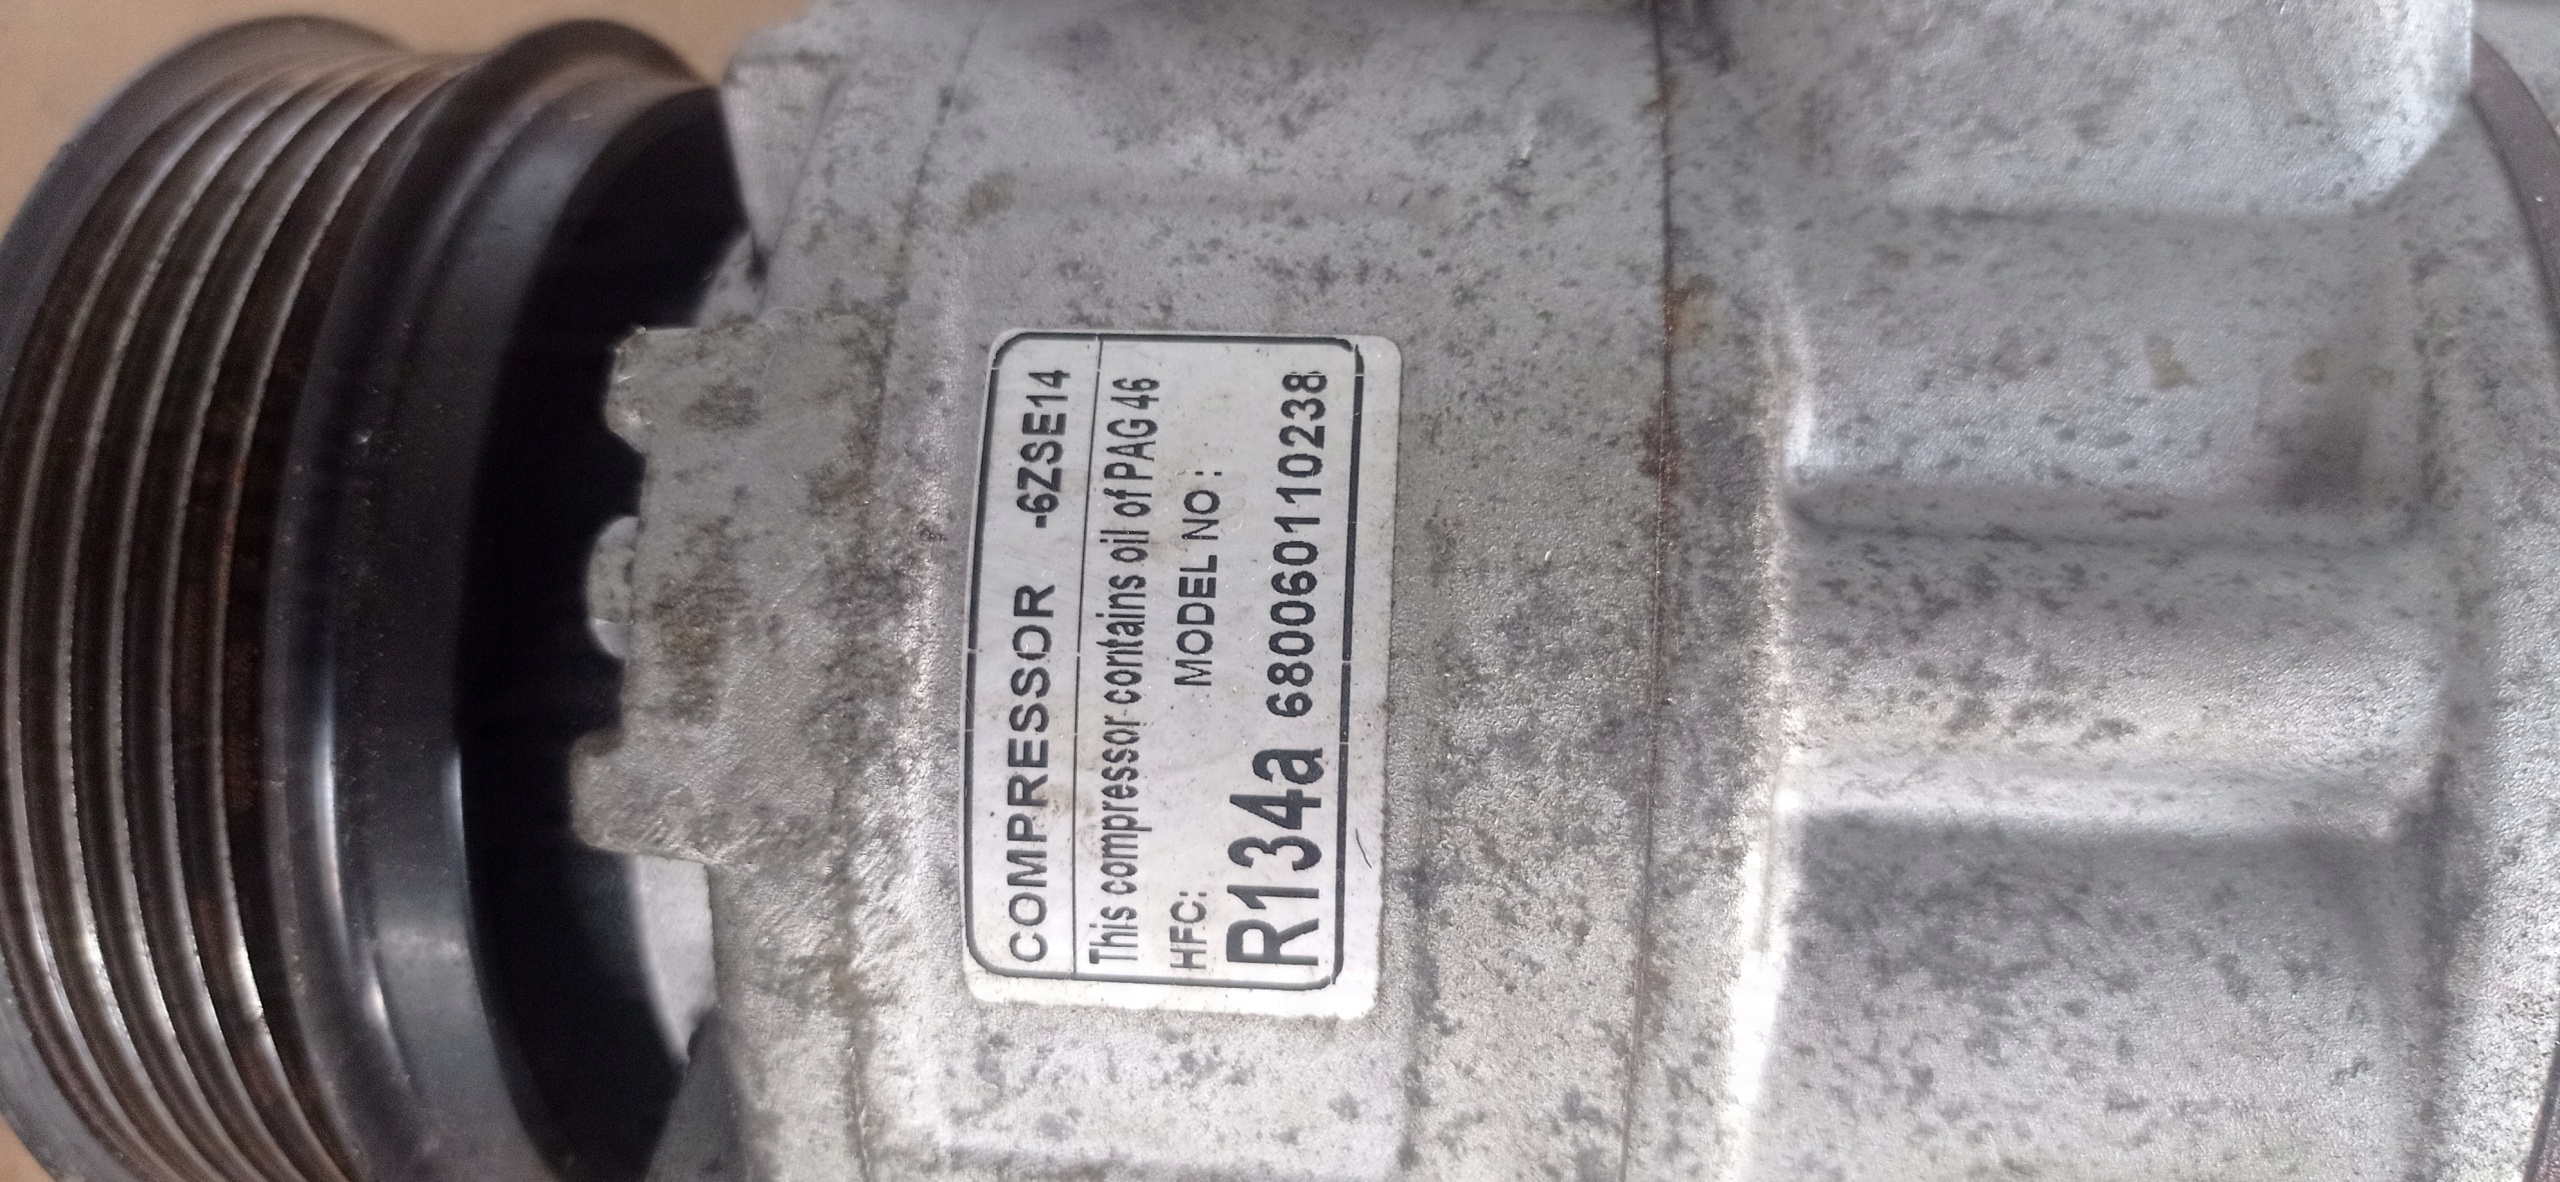 COMPRESSOR -6ZSE14
This compressor contains oil of PAG 46
HFC: MODEL NO :
R134a 6800601110238